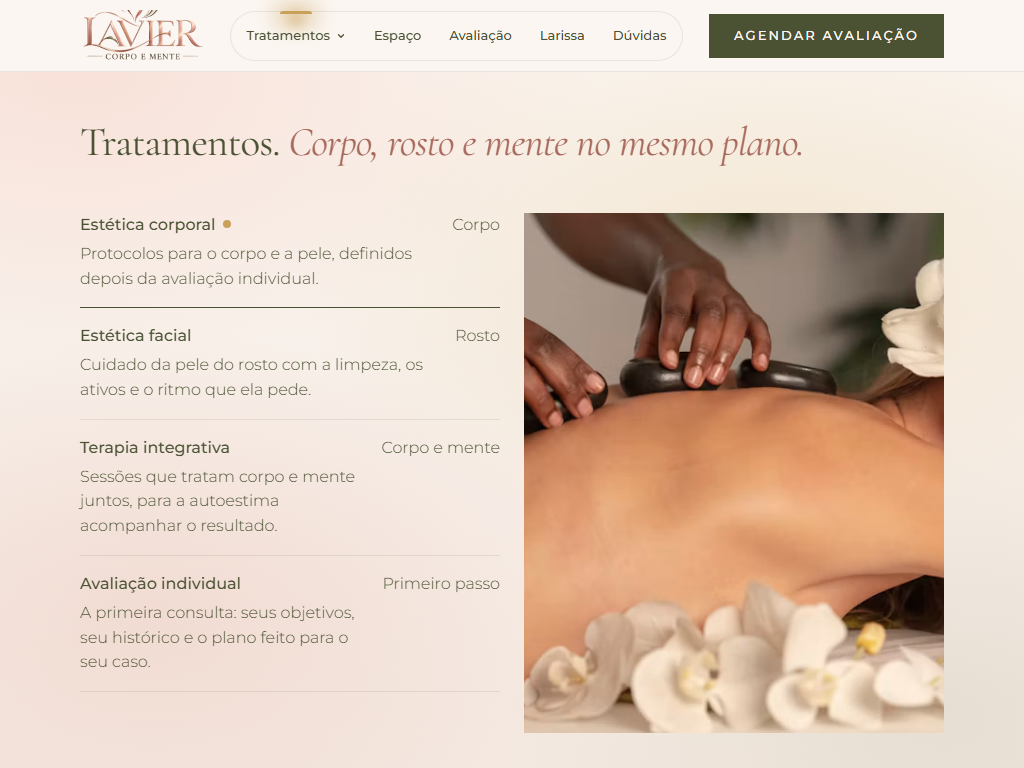 LAVIER
CORPO E MENTE
Tratamentos
Espaço
Avaliação
Larissa
Dúvidas
AGENDAR AVALIAÇÃO
Tratamentos. Corpo, rosto e mente no mesmo plano.
Estética corporal
Corpo
Protocolos para o corpo e a pele, definidos
depois da avaliação individual.
Estética facial
Rosto
Cuidado da pele do rosto com a limpeza, os
ativos e o ritmo que ela pede.
Terapia integrativa
Corpo e mente
Sessões que tratam corpo e mente
juntos, para a autoestima
acompanhar o resultado.
Avaliação individual
Primeiro passo
A primeira consulta: seus objetivos,
seu histórico e o plano feito para o
seu caso.